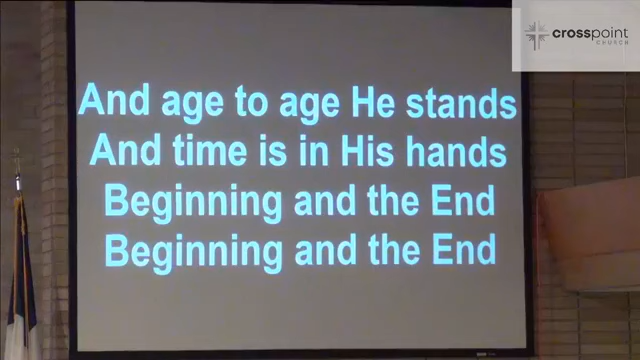 crosspoint
CHURCH
And age to age He stands
And time is in His hands
Beginning and the End
Beginning and the End